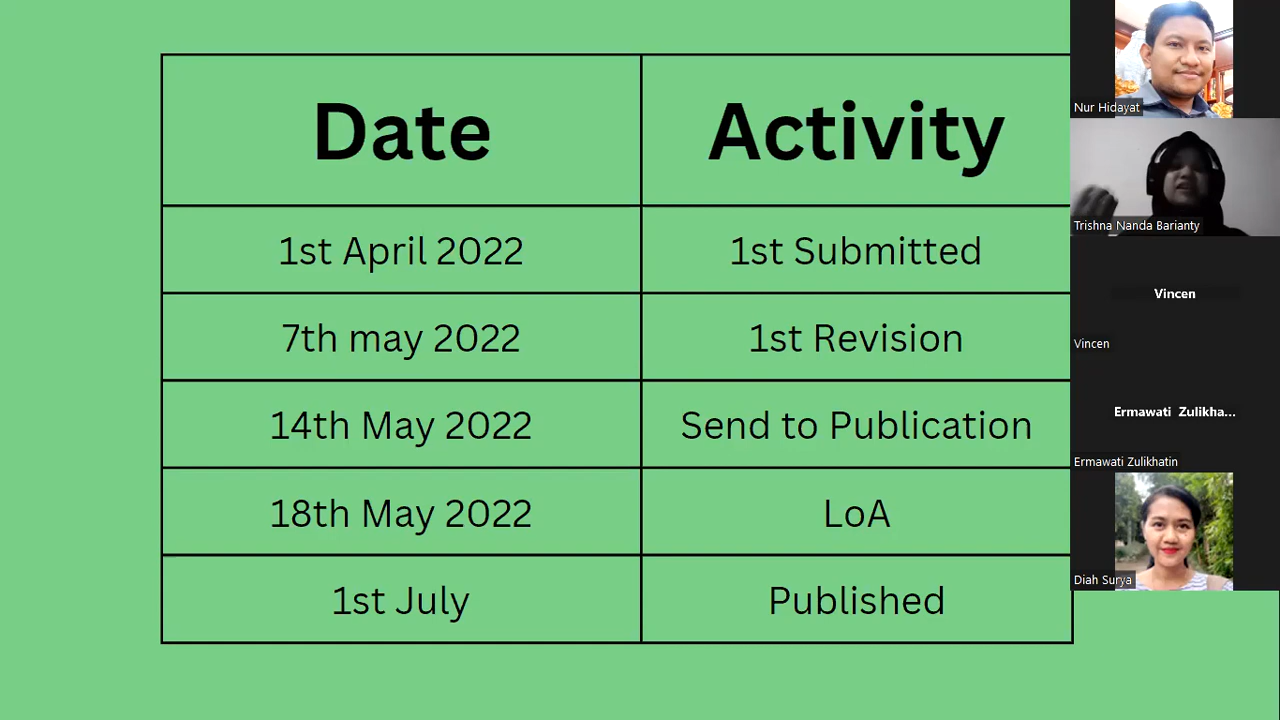 Date Activity
1st April 2022 1st Submitted
7th may 2022 1st Revision
14th May 2022 Send to Publication
18th May 2022 LoA
1st July Published
Nur Hidayat
Trishna Nanda Barianty
Vincen
Vincen
Ermawati Zulikha...
Ermawati Zulikhatin
Diah Surya